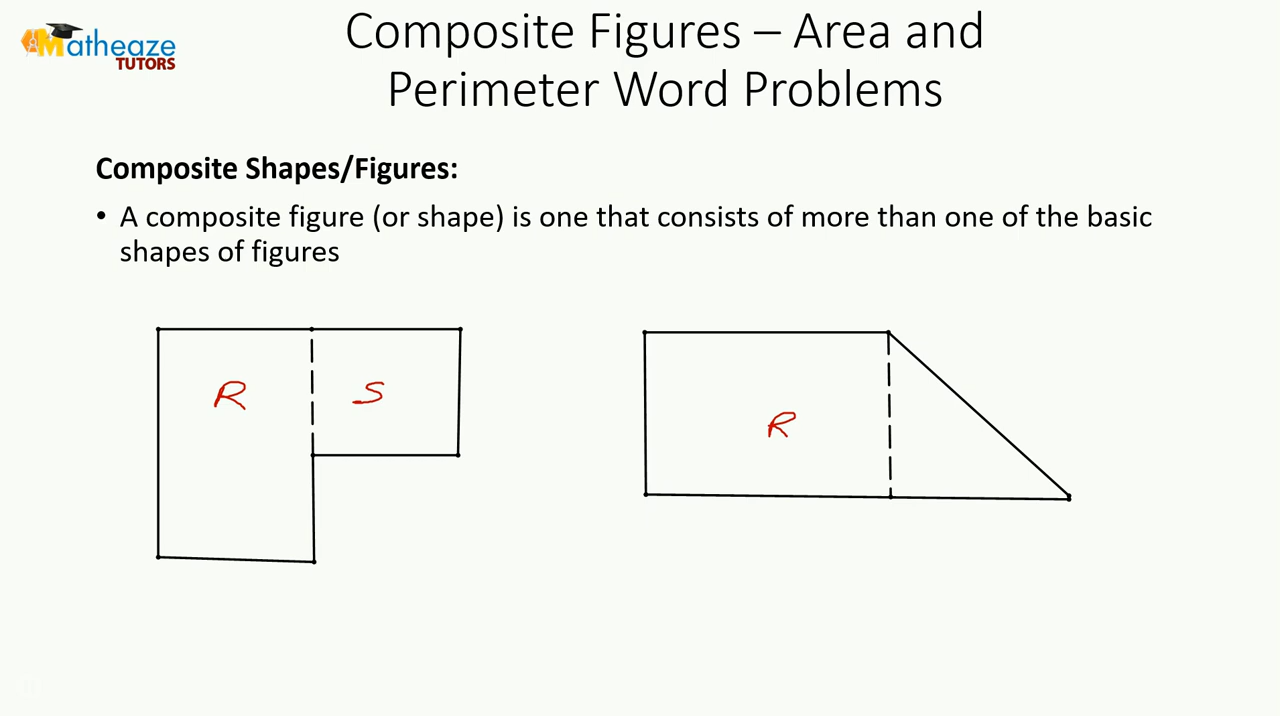 Matheaze
TUTORS
Composite Figures – Area and
Perimeter Word Problems
Composite Shapes/Figures:
• A composite figure (or shape) is one that consists of more than one of the basic
shapes of figures
R
S
R